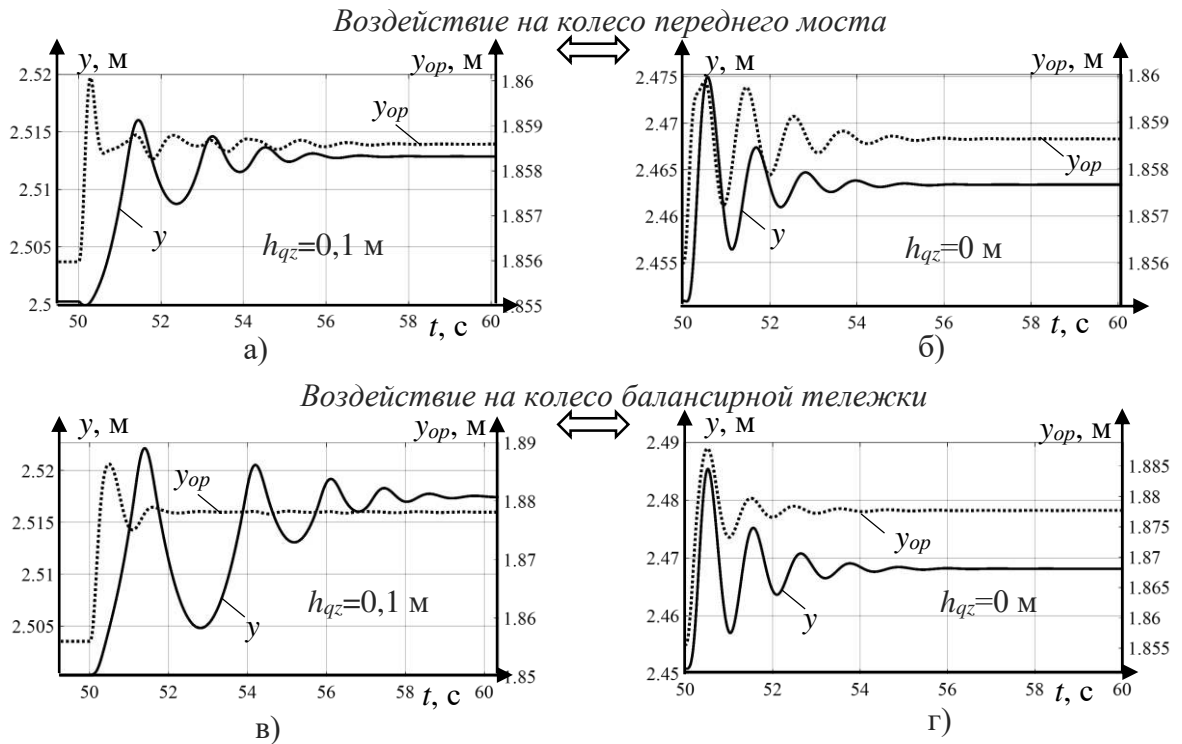 Воздействие на колесо переднего моста
y, м
yop, м
2.52
2.515
2.51
2.505
2.5
1.86
1.859
1.858
1.857
1.856
1.855
yop
y
hqz=0,1 м
50 52 54 56 58 60
t, с
а)
y, м
yop, м
2.475
2.47
2.465
2.46
2.455
1.86
1.859
1.858
1.857
1.856
yop
y
hqz=0 м
50 52 54 56 58 60
t, с
б)
Воздействие на колесо балансирной тележки
y, м
yop, м
2.52
2.515
2.51
2.505
1.89
1.88
1.87
1.86
1.85
yop
y
hqz=0,1 м
50 52 54 56 58 60
t, с
в)
y, м
yop, м
2.49
2.48
2.47
2.46
2.45
1.885
1.88
1.875
1.87
1.865
1.86
1.855
yop
y
hqz=0 м
50 52 54 56 58 60
t, с
г)